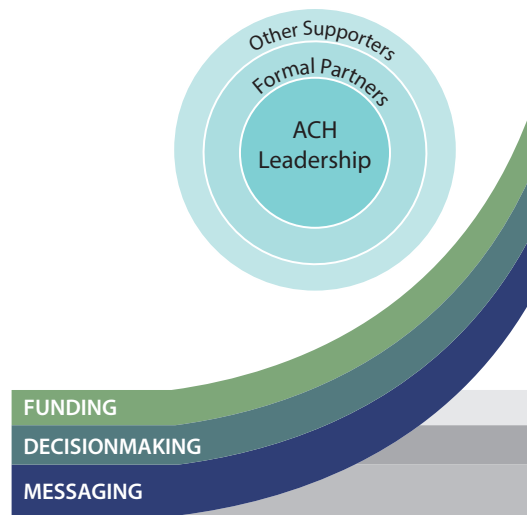 Other Supporters
Formal Partners
ACH
Leadership
FUNDING
DECISIONMAKING
MESSAGING